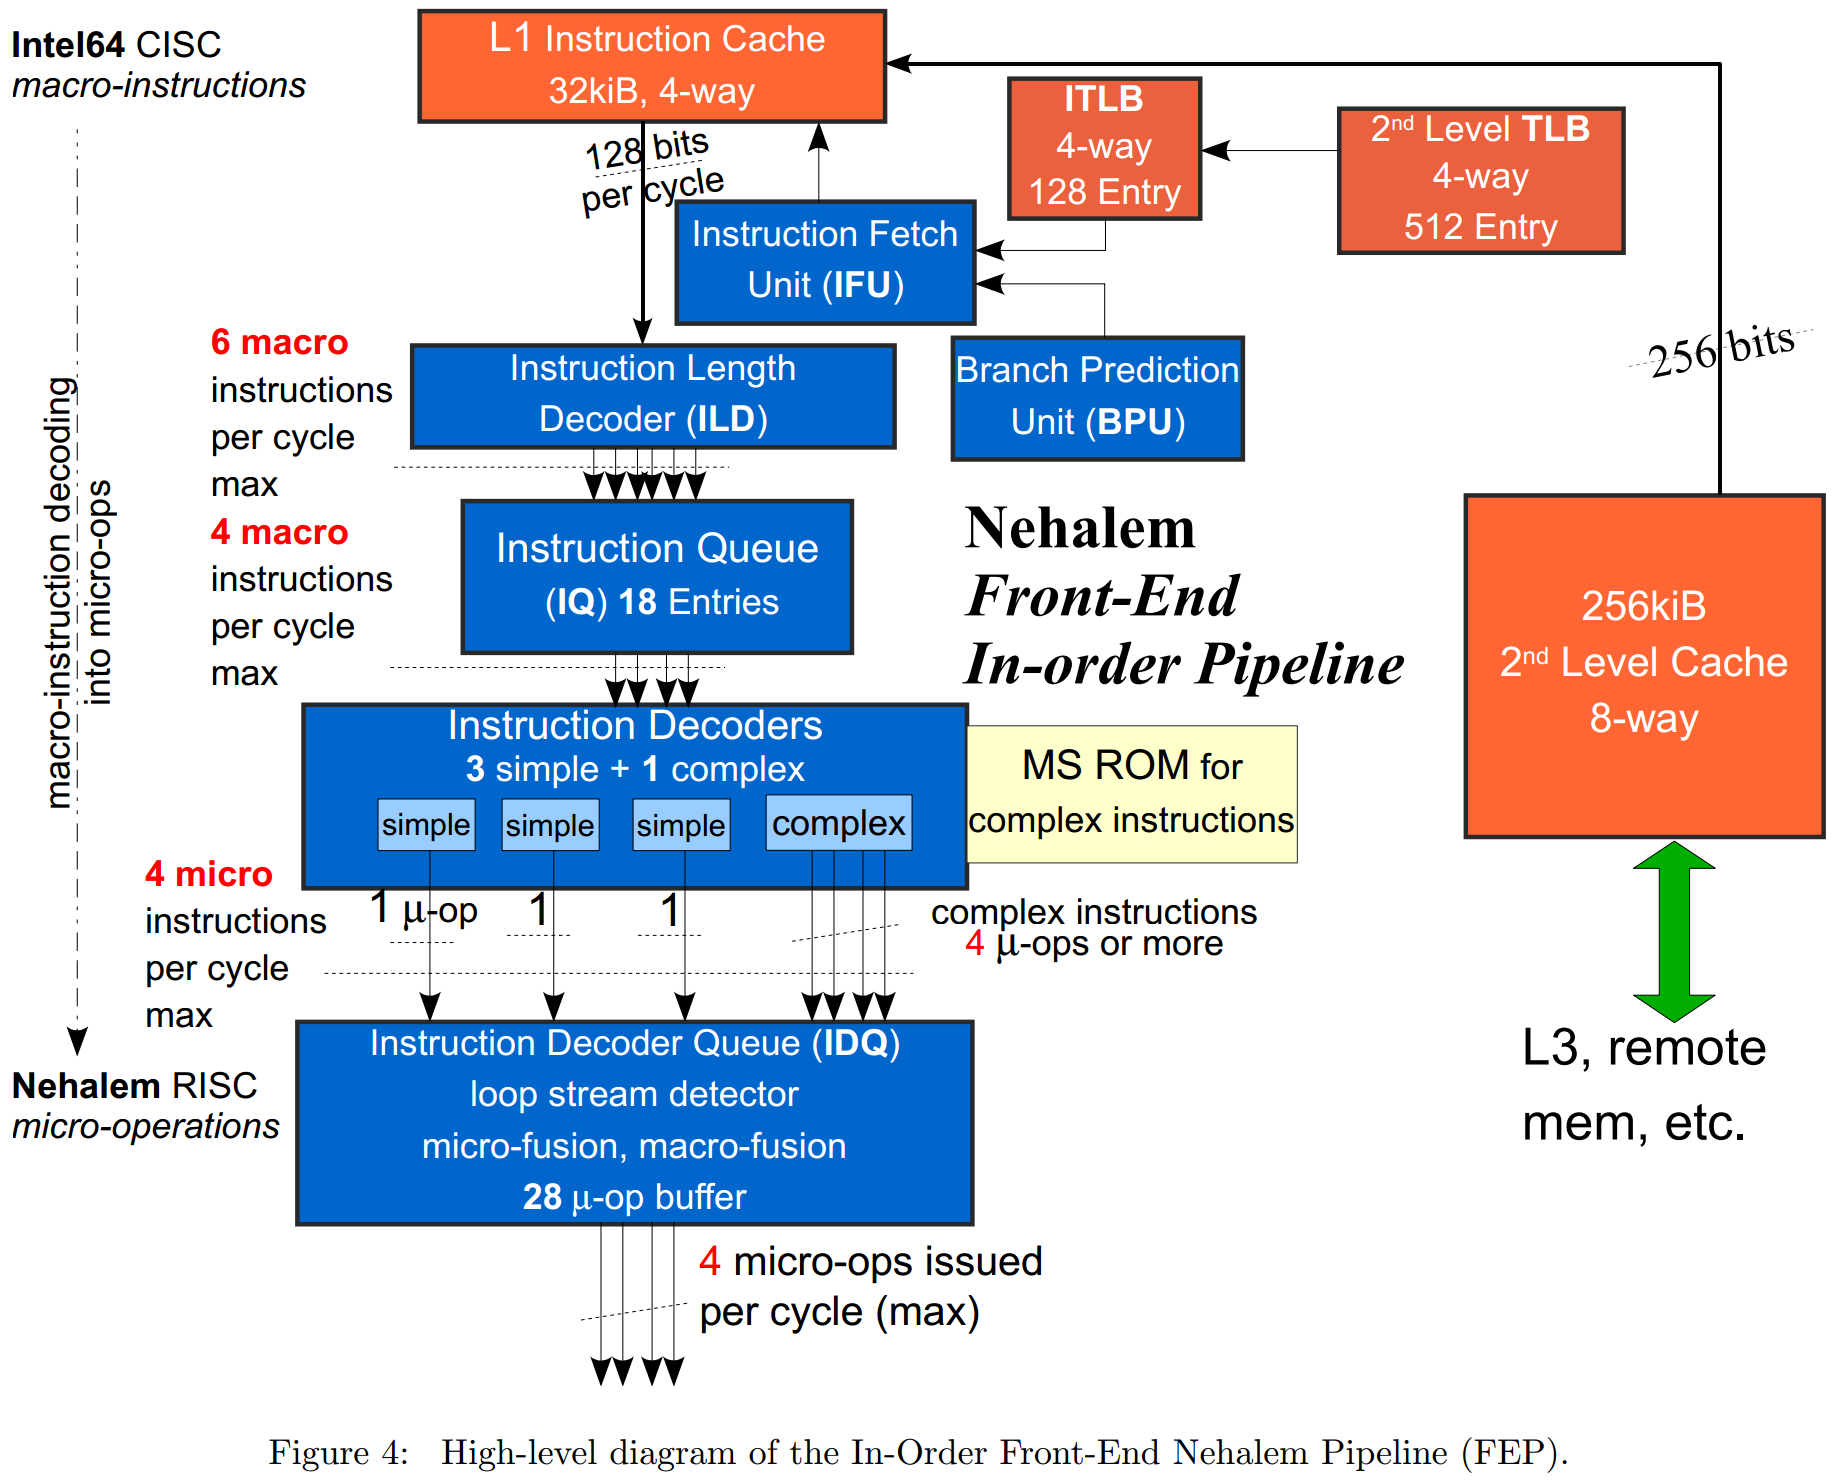 Intel64 CISC
macro-instructions
L1 Instruction Cache
32kiB, 4-way
ITLB
4-way
128 Entry
2nd Level TLB
4-way
512 Entry
128 bits
per cycle
Instruction Fetch
Unit (IFU)
256 bits
6 macro
instructions
per cycle
max
Instruction Length
Decoder (ILD)
Branch Prediction
Unit (BPU)
macro-instruction decoding
into micro-ops
4 macro
instructions
per cycle
max
Instruction Queue
(IQ) 18 Entries
Nehalem
Front-End
In-order Pipeline
256kiB
2nd Level Cache
8-way
Instruction Decoders
3 simple + 1 complex
simple simple simple complex
MS ROM for
complex instructions
4 micro
instructions
per cycle
max
1 μ-op 1 1
complex instructions
4 μ-ops or more
L3, remote
mem, etc.
Nehalem RISC
micro-operations
Instruction Decoder Queue (IDQ)
loop stream detector
micro-fusion, macro-fusion
28 μ-op buffer
4 micro-ops issued
per cycle (max)
Figure 4: High-level diagram of the In-Order Front-End Nehalem Pipeline (FEP).